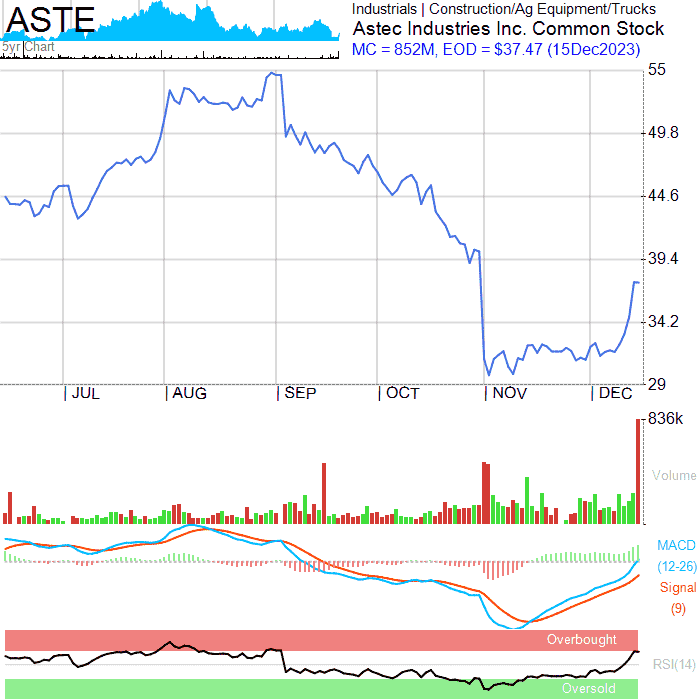 ASTE
5yr Chart
Industrials | Construction/Ag Equipment/Trucks
Astec Industries Inc. Common Stock
MC = 852M, EOD = $37.47 (15Dec2023)
55
49.8
44.6
39.4
34.2
29
| JUL | AUG | SEP | OCT | NOV | DEC
836k
Volume
MACD
(12-26)
Signal
(9)
Overbought
RSI(14)
Oversold